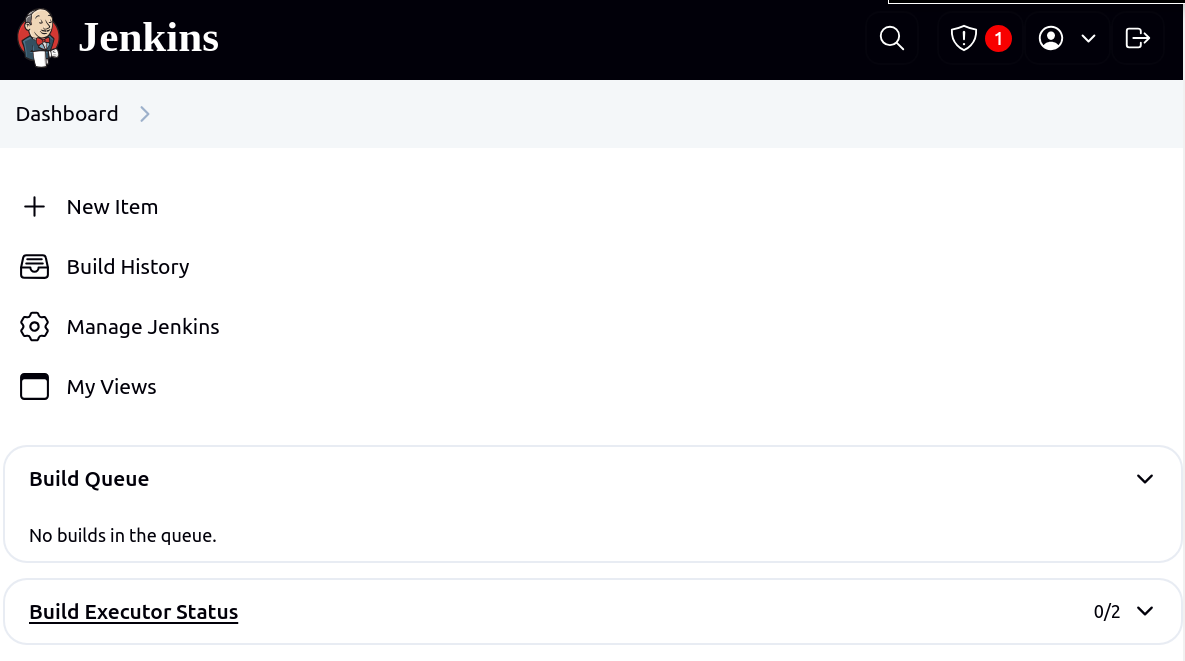 Jenkins
1
Dashboard
New Item
Build History
Manage Jenkins
My Views
Build Queue
No builds in the queue.
Build Executor Status 0/2